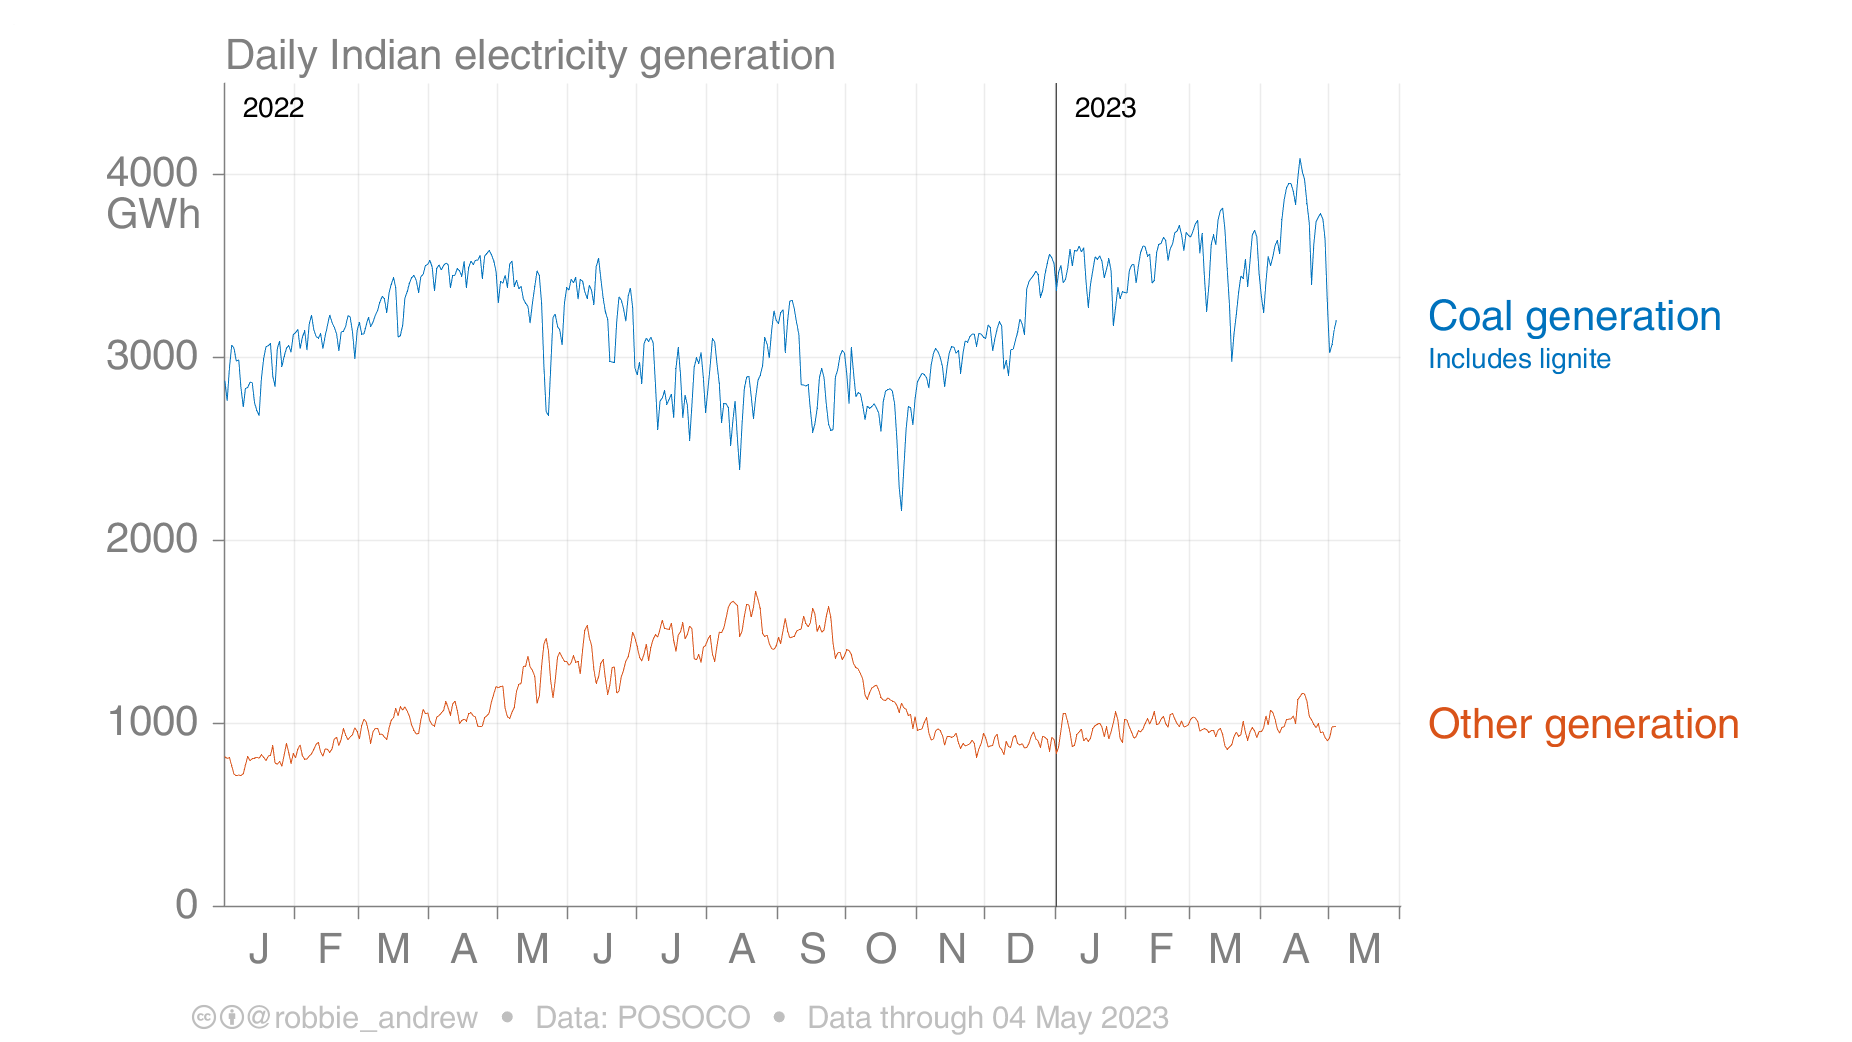 Daily Indian electricity generation
2022
2023
4000
GWh
3000
2000
1000
0
Coal generation
Includes lignite
Other generation
J F M A M J J A S O N D J F M A M
cc @robbie_andrew • Data: POSOCO • Data through 04 May 2023